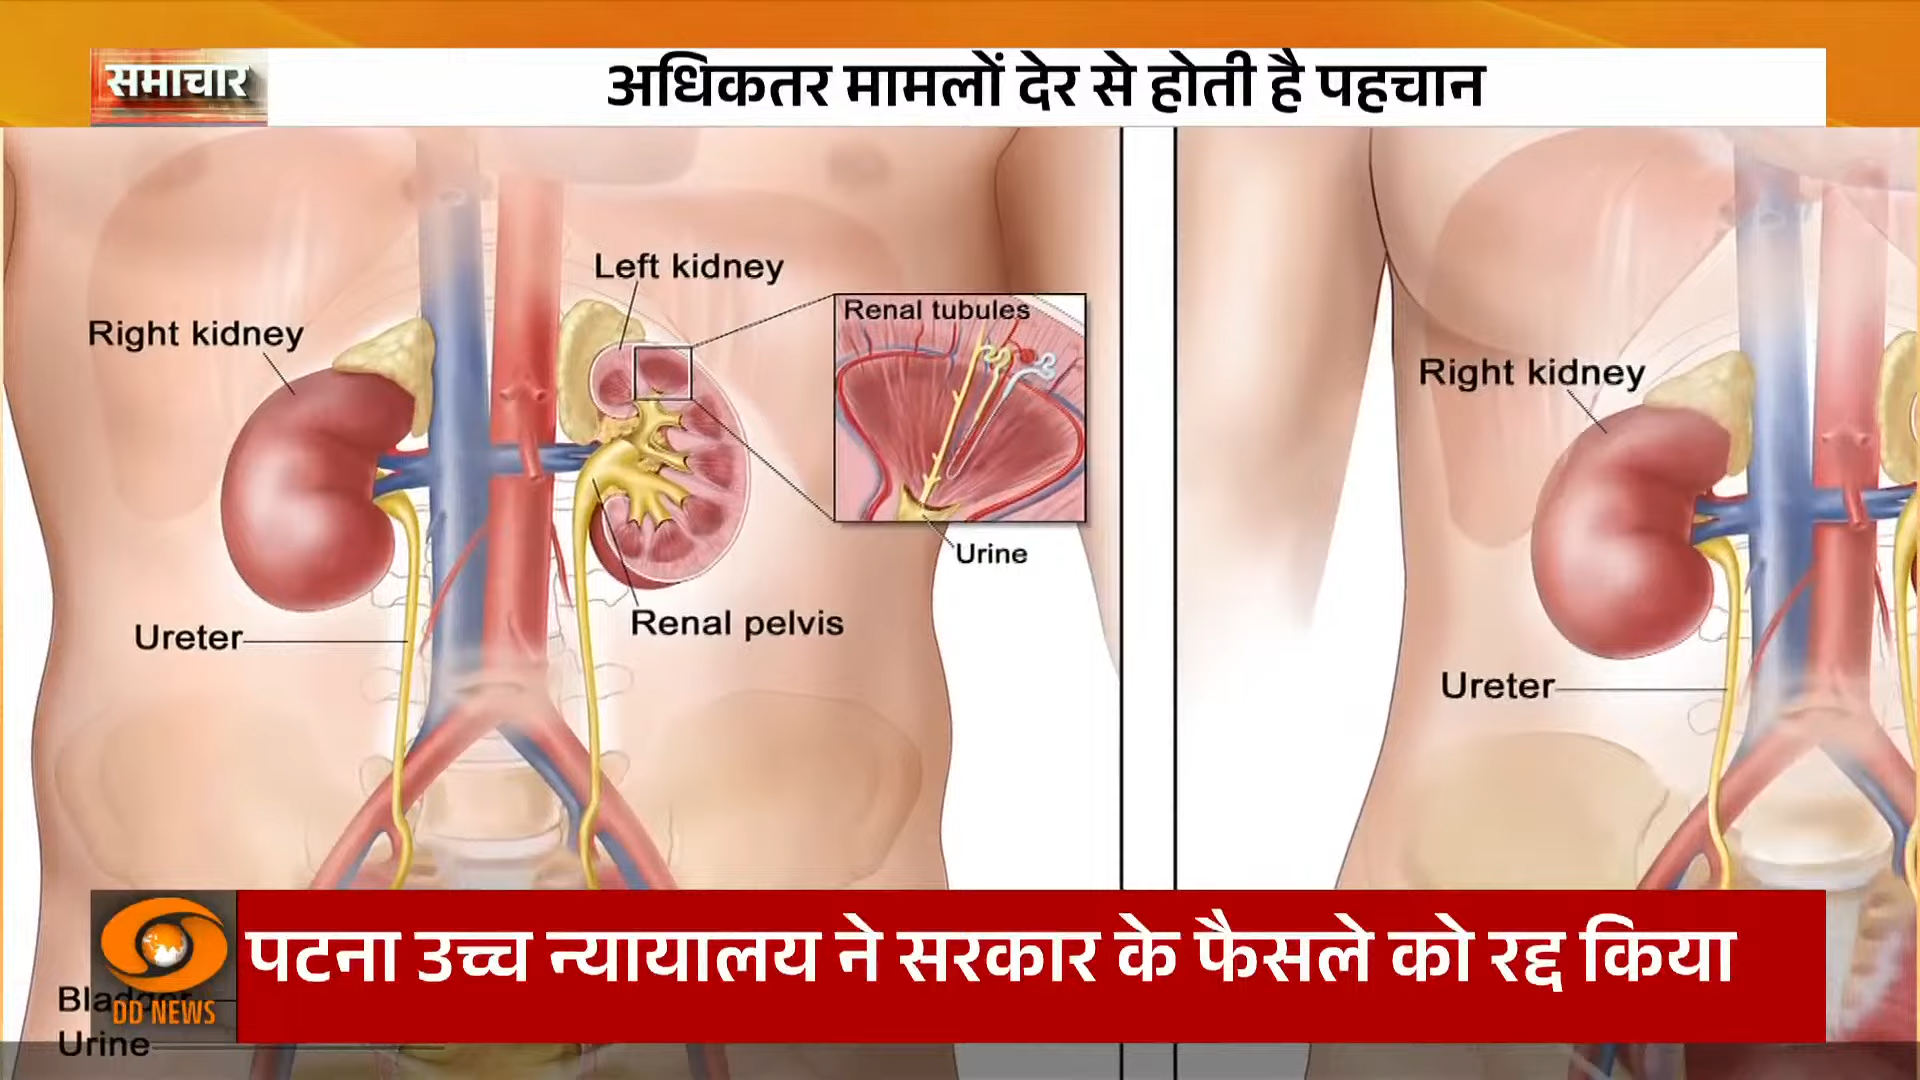 समाचार
अधिकतर मामलों देर से होती है पहचान
Left kidney
Right kidney
Renal tubules
Urine
Renal pelvis
Ureter
Right kidney
Ureter
पटना उच्च न्यायालय ने सरकार के फैसले को रद्द किया
DD NEWS
Bladder
Urine